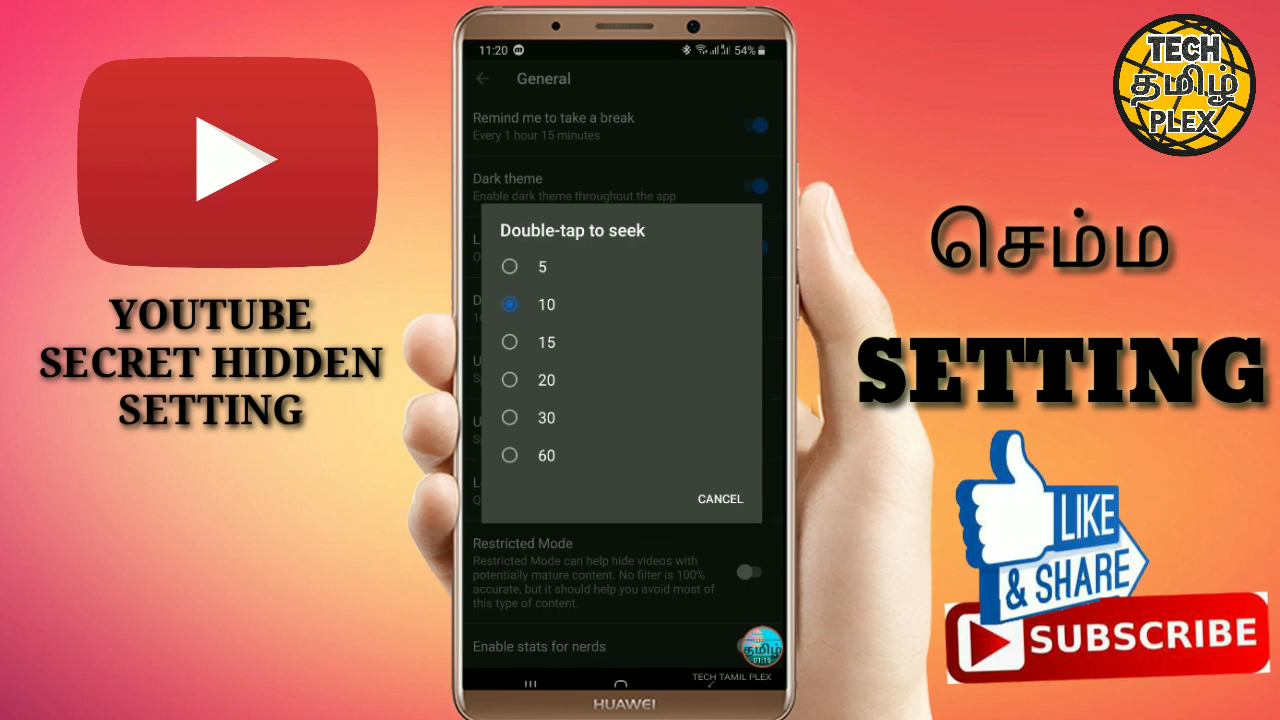 YOUTUBE
SECRET HIDDEN
SETTING
11:20
54%
General
Remind me to take a break
Every 1 hour 15 minutes
Dark theme
Enable dark theme throughout the app
Double-tap to seek
5
10
15
20
30
60
CANCEL
Restricted Mode
Restricted Mode can help hide videos with
potentially mature content. No filter is 100%
accurate, but it should help you avoid most of
this type of content.
Enable stats for nerds
தமிழ்
01:15
TECH TAMIL PLEX
HUAWEI
TECH
தமிழ்
PLEX
செம்ம
SETTING
LIKE
& SHARE
SUBSCRIBE